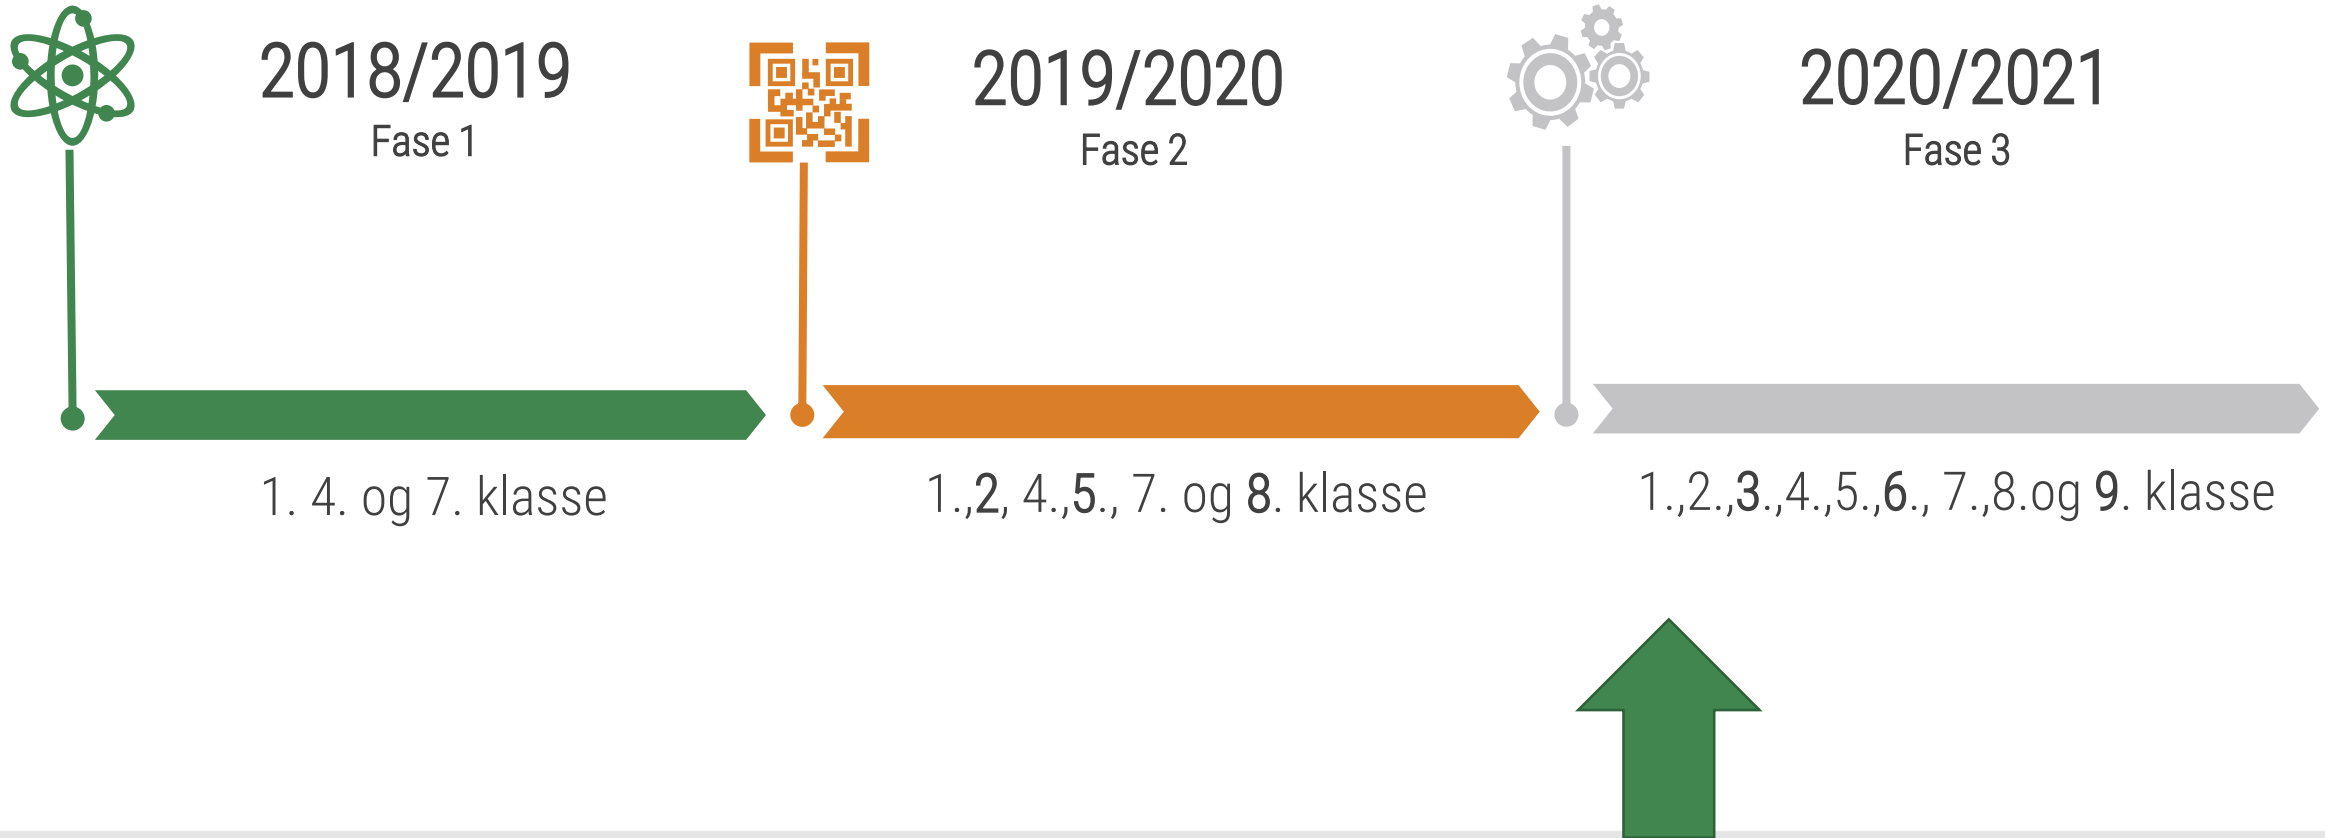 2018/2019
Fase 1
1. 4. og 7. klasse
2019/2020
Fase 2
1.,2, 4.,5., 7. og 8. klasse
2020/2021
Fase 3
1.,2.,3.,4.,5.,6., 7.,8.og 9. klasse